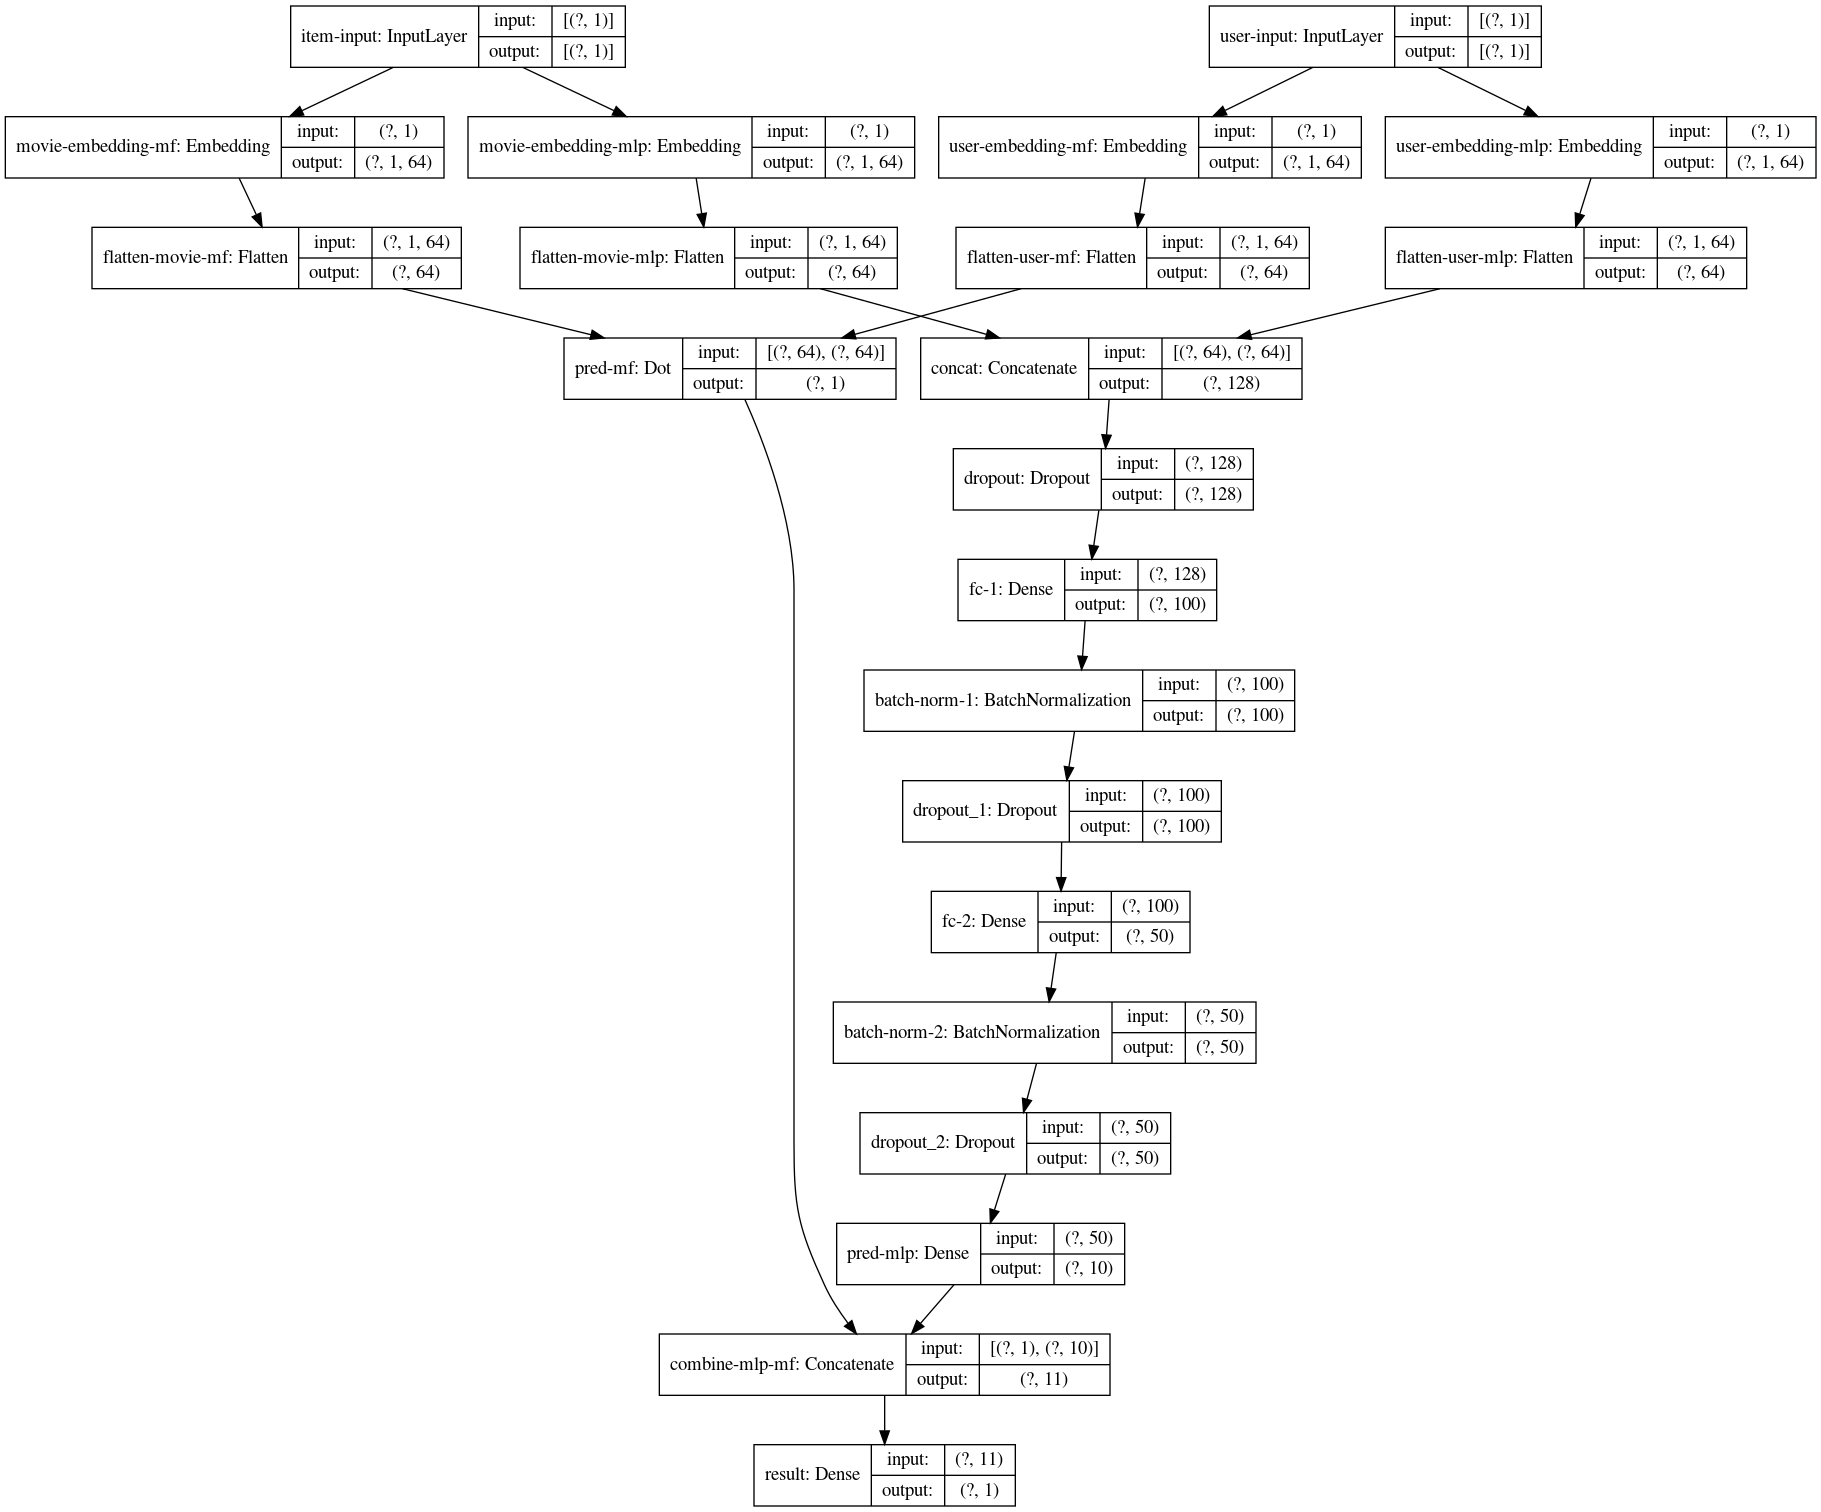 item-input: InputLayer
input: [(?, 1)]
output: [(?, 1)]
user-input: InputLayer
input: [(?, 1)]
output: [(?, 1)]
movie-embedding-mf: Embedding
input: (?, 1)
output: (?, 1, 64)
movie-embedding-mlp: Embedding
input: (?, 1)
output: (?, 1, 64)
user-embedding-mf: Embedding
input: (?, 1)
output: (?, 1, 64)
user-embedding-mlp: Embedding
input: (?, 1)
output: (?, 1, 64)
flatten-movie-mf: Flatten
input: (?, 1, 64)
output: (?, 64)
flatten-movie-mlp: Flatten
input: (?, 1, 64)
output: (?, 64)
flatten-user-mf: Flatten
input: (?, 1, 64)
output: (?, 64)
flatten-user-mlp: Flatten
input: (?, 1, 64)
output: (?, 64)
pred-mf: Dot
input: [(?, 64), (?, 64)]
output: (?, 1)
concat: Concatenate
input: [(?, 64), (?, 64)]
output: (?, 128)
dropout: Dropout
input: (?, 128)
output: (?, 128)
fc-1: Dense
input: (?, 128)
output: (?, 100)
batch-norm-1: BatchNormalization
input: (?, 100)
output: (?, 100)
dropout_1: Dropout
input: (?, 100)
output: (?, 100)
fc-2: Dense
input: (?, 100)
output: (?, 50)
batch-norm-2: BatchNormalization
input: (?, 50)
output: (?, 50)
dropout_2: Dropout
input: (?, 50)
output: (?, 50)
pred-mlp: Dense
input: (?, 50)
output: (?, 10)
combine-mlp-mf: Concatenate
input: [(?, 1), (?, 10)]
output: (?, 11)
result: Dense
input: (?, 11)
output: (?, 1)